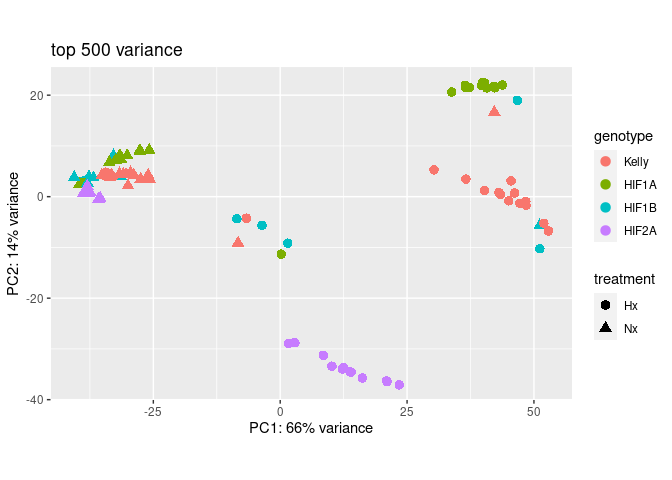 top 500 variance
PC2: 14% variance
20
0
-20
-40
-25
0
25
50
PC1: 66% variance
genotype
Kelly
HIF1A
HIF1B
HIF2A
treatment
Hx
Nx